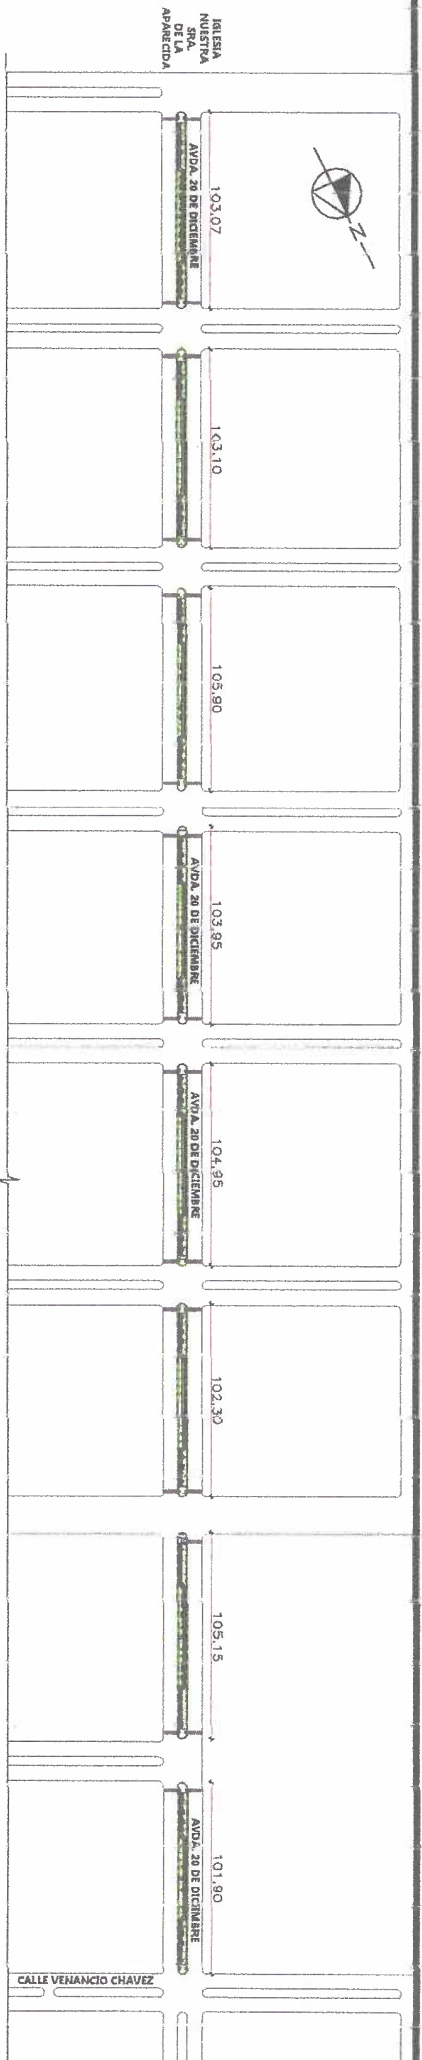 IGLESIA
NUESTRA
SRA.
DE LA
APARECIDA
N
AVDA. 20 DE DICIEMBRE
103.07
103.10
105.90
AVDA. 20 DE DICIEMBRE
103.95
AVDA. 20 DE DICIEMBRE
104.95
102.30
105.15
AVDA. 20 DE DICIEMBRE
101.90
CALLE VENANCIO CHAVEZ